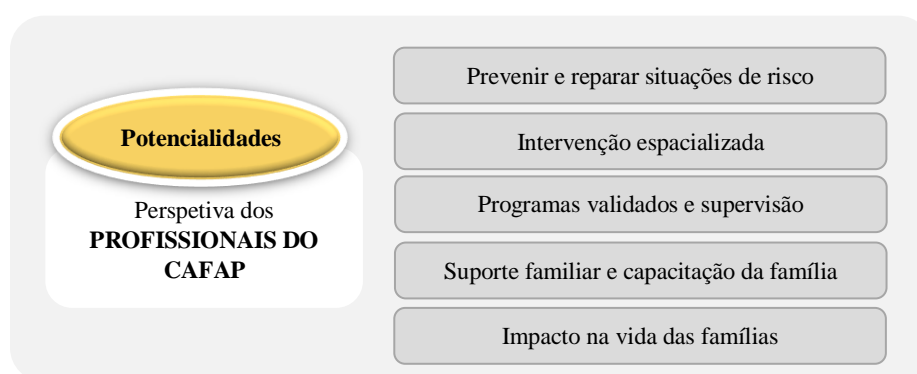 Potencialidades
Perspetiva dos
PROFISSIONAIS DO
CAFAP
Prevenir e reparar situações de risco
Intervenção espacializada
Programas validados e supervisão
Suporte familiar e capacitação da família
Impacto na vida das famílias